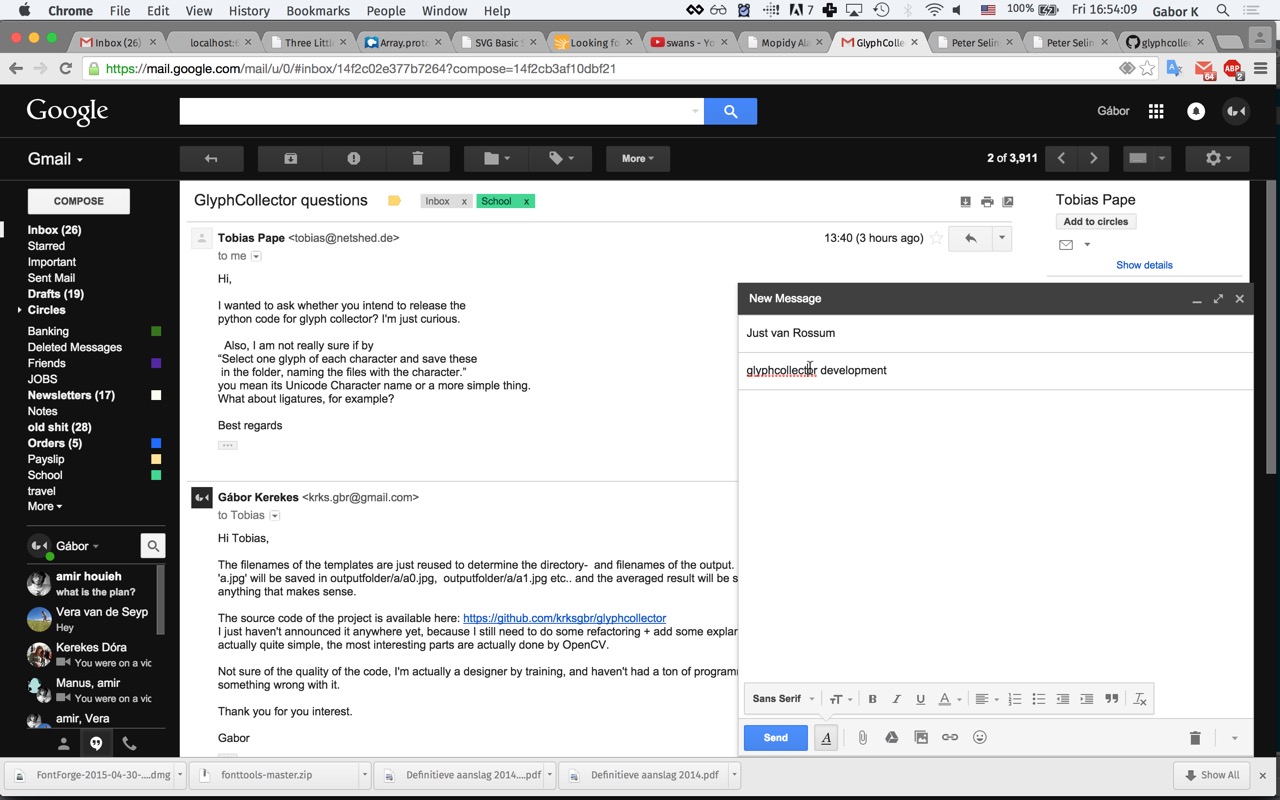 Chrome File Edit View History Bookmarks People Window Help 7 100% Fri 16:54:09 Gabor K
Inbox (26) localhost: Three Littl Array.proto SVG Basic S Looking fo swans - Yo Mopidy Ala GlyphColle Peter Selin Peter Selin glyphcollec
https://mail.google.com/mail/u/0/#inbox/14f2c02e377b7264?compose=14f2cb3af10dbf21 64 ABP 2
Google Gábor
Gmail More 2 of 3,911
COMPOSE
Inbox (26)
Starred
Important
Sent Mail
Drafts (19)
Circles
Banking
Deleted Messages
Friends
JOBS
Newsletters (17)
Notes
old shit (28)
Orders (5)
Payslip
School
travel
More
Gábor
amir houieh
what is the plan?
Vera van de Seyp
Hey
Kerekes Dóra
You were on a vic
Manus, amir
You were on a vic
amir, Vera
GlyphCollector questions Inbox x School x
Tobias Pape <tobias@netshed.de> 13:40 (3 hours ago)
to me
Hi,
I wanted to ask whether you intend to release the
python code for glyph collector? I'm just curious.
Also, I am not really sure if by
“Select one glyph of each character and save these
in the folder, naming the files with the character.”
you mean its Unicode Character name or a more simple thing.
What about ligatures, for example?
Best regards
...
Gábor Kerekes <krks.gbr@gmail.com>
to Tobias
Hi Tobias,
The filenames of the templates are just reused to determine the directory- and filenames of the output.
'a.jpg' will be saved in outputfolder/a/a0.jpg, outputfolder/a/a1.jpg etc.. and the averaged result will be s
anything that makes sense.
The source code of the project is available here: https://github.com/krksgbr/glyphcollector
I just haven't announced it anywhere yet, because I still need to do some refactoring + add some explar
actually quite simple, the most interesting parts are actually done by OpenCV.
Not sure of the quality of the code, I'm actually a designer by training, and haven't had a ton of programm
something wrong with it.
Thank you for you interest.
Gabor
Tobias Pape
Add to circles
Show details
New Message
Just van Rossum
glyphcollector development
Sans Serif TT B I U A Tx
Send A
FontForge-2015-04-30-....dmg fonttools-master.zip Definitieve aanslag 2014....pdf Definitieve aanslag 2014.pdf Show All